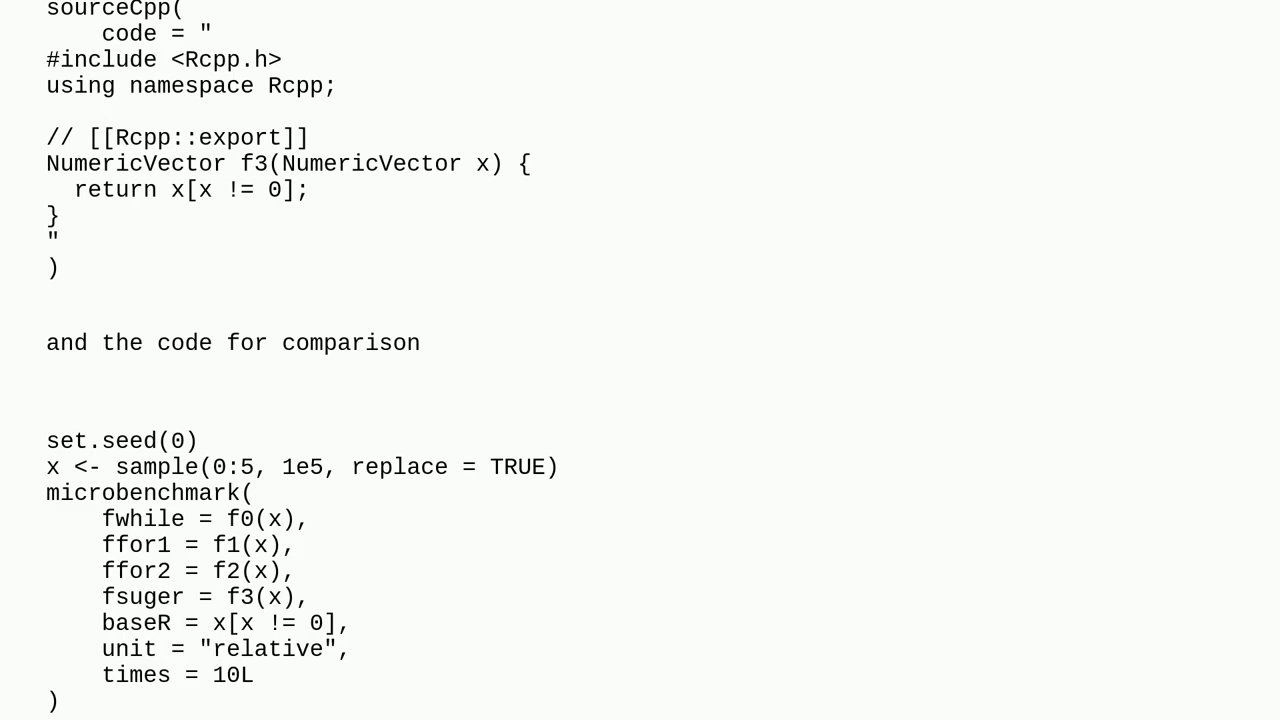 sourceCpp(
    code = "
#include <Rcpp.h>
using namespace Rcpp;

// [[Rcpp::export]]
NumericVector f3(NumericVector x) {
  return x[x != 0];
}
"
)

and the code for comparison

set.seed(0)
x <- sample(0:5, 1e5, replace = TRUE)
microbenchmark(
    fwhile = f0(x),
    ffor1 = f1(x),
    ffor2 = f2(x),
    fsuger = f3(x),
    baseR = x[x != 0],
    unit = "relative",
    times = 10L
)